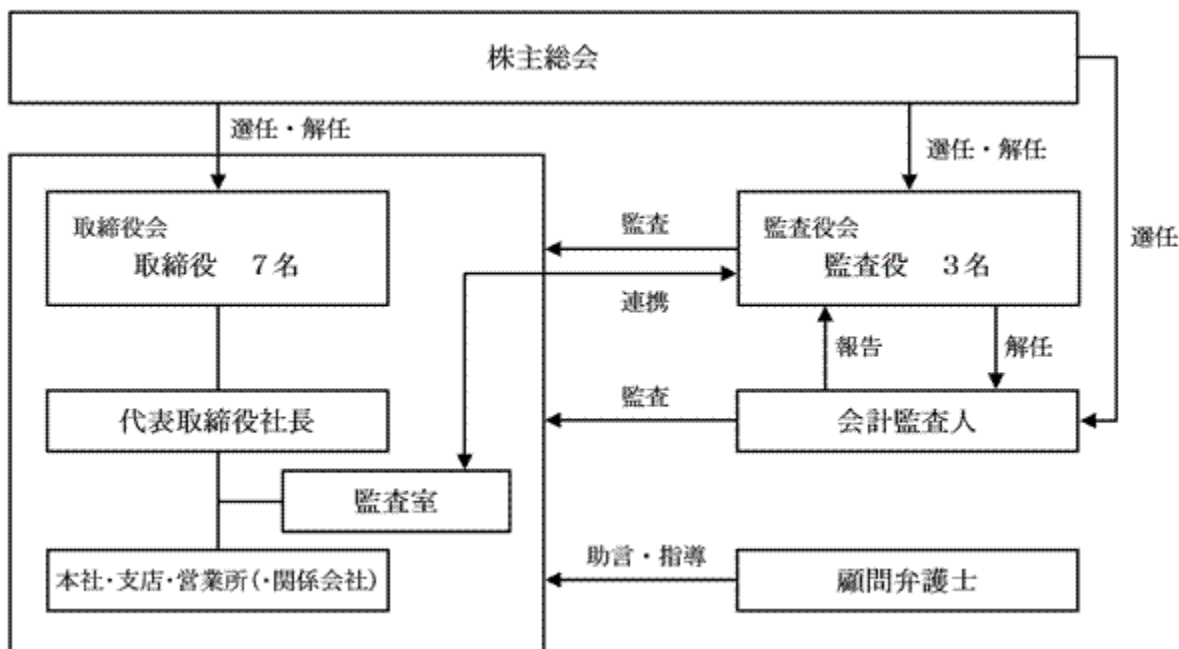 株主総会
選任・解任
選任・解任
選任
取締役会
取締役 7名
監査
監査役会
監査役 3名
連携
報告
解任
代表取締役社長
監査
会計監査人
監査室
本社・支店・営業所(・関係会社)
助言・指導
顧問弁護士